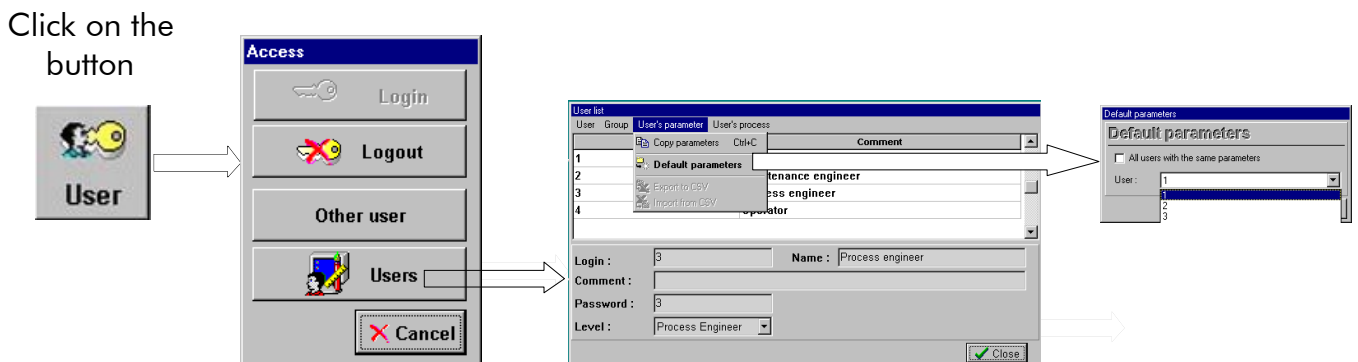 Click on the
button
User
Access
Login
Logout
Other user
Users
Cancel
User list
User Group User's parameter User's process
Copy parameters Ctrl+C
Default parameters
Export to CSV
Import from CSV
Comment
1
2 tenance engineer
3 ess engineer
4 operator
Login : 3 Name : Process engineer
Comment :
Password : 3
Level : Process Engineer
Close
Default parameters
Default parameters
All users with the same parameters
User : 1
1
2
3